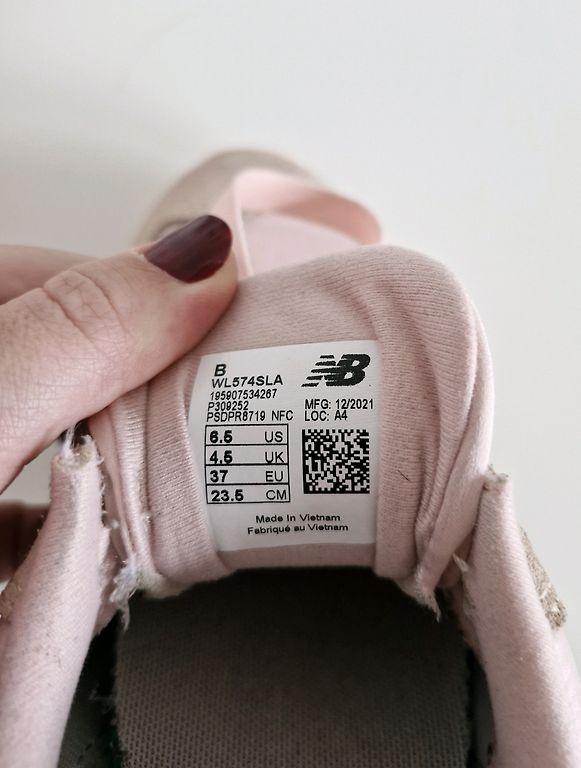 B
WL574SLA
195907534267
P309252
PSDPR8719 NFC
NB
MFG: 12/2021
LOC: A4
6.5 US
4.5 UK
37 EU
23.5 CM
Made In Vietnam
Fabriqué au Vietnam